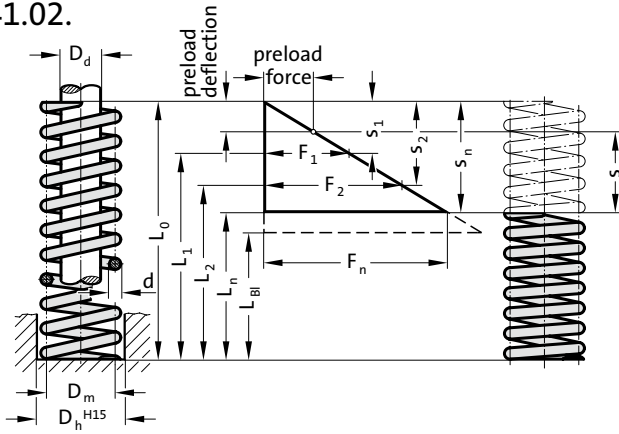 41.02.
D_d
preload
deflection
preload
force
s_1
s_2
s_n
s
F_1
F_2
F_n
L_0
L_1
L_2
L_n
L_Bl
d
D_m
D_h^H15